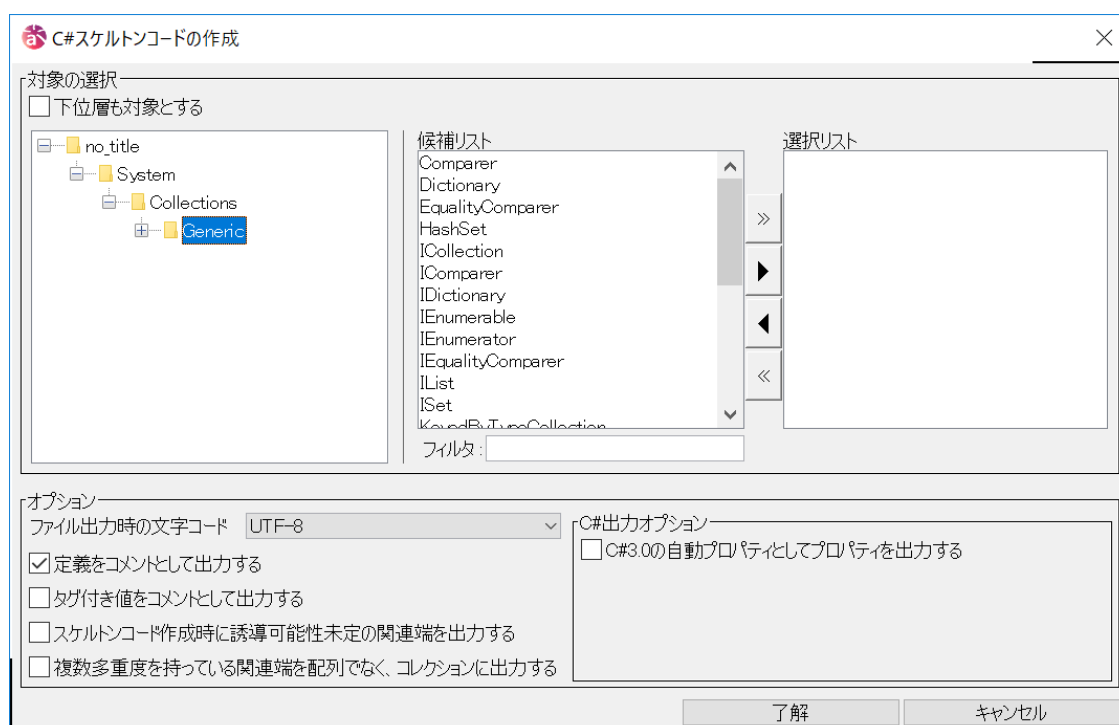 C#スケルトンコードの作成
対象の選択
下位層も対象とする
no_title
System
Collections
Generic
候補リスト
Comparer
Dictionary
EqualityComparer
HashSet
ICollection
IComparer
IDictionary
IEnumerable
IEnumerator
IEqualityComparer
IList
ISet
KeyedByTypeCollection
フィルタ :
選択リスト
オプション
ファイル出力時の文字コード UTF-8
定義をコメントとして出力する
タグ付き値をコメントとして出力する
スケルトンコード作成時に誘導可能性未定の関連端を出力する
複数多重度を持っている関連端を配列でなく、コレクションに出力する
C#出力オプション
C#3.0の自動プロパティとしてプロパティを出力する
了解
キャンセル